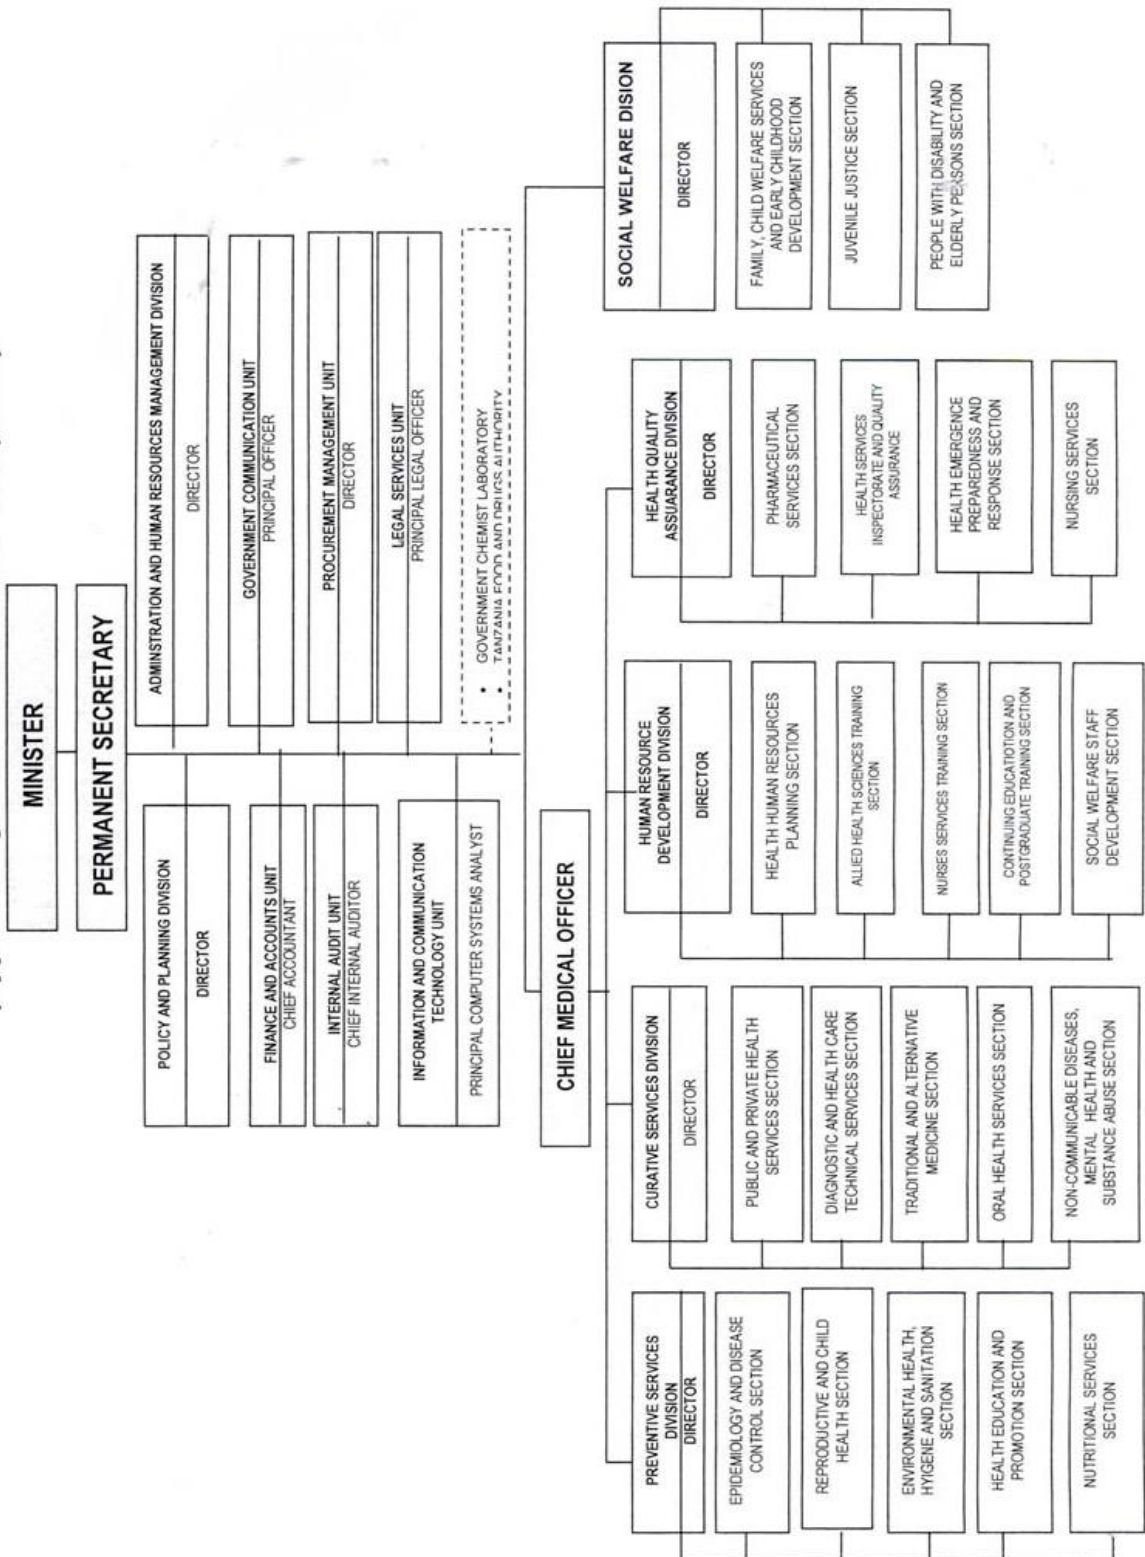 MINISTER
PERMANENT SECRETARY
POLICY AND PLANNING DIVISION
DIRECTOR
FINANCE AND ACCOUNTS UNIT
CHIEF ACCOUNTANT
INTERNAL AUDIT UNIT
CHIEF INTERNAL AUDITOR
INFORMATION AND COMMUNICATION
TECHNOLOGY UNIT
PRINCIPAL COMPUTER SYSTEMS ANALYST
ADMINSTRATION AND HUMAN RESOURCES MANAGEMENT DIVISION
DIRECTOR
GOVERNMENT COMMUNICATION UNIT
PRINCIPAL OFFICER
PROCUREMENT MANAGEMENT UNIT
DIRECTOR
LEGAL SERVICES UNIT
PRINCIPAL LEGAL OFFICER
• GOVERNMENT CHEMIST LABORATORY
• TANZANIA FOOD AND DRUGS AUTHORITY
CHIEF MEDICAL OFFICER
PREVENTIVE SERVICES
DIVISION
DIRECTOR
EPIDEMIOLOGY AND DISEASE
CONTROL SECTION
REPRODUCTIVE AND CHILD
HEALTH SECTION
ENVIRONMENTAL HEALTH,
HYIGENE AND SANITATION
SECTION
HEALTH EDUCATION AND
PROMOTION SECTION
NUTRITIONAL SERVICES
SECTION
CURATIVE SERVICES DIVISION
DIRECTOR
PUBLIC AND PRIVATE HEALTH
SERVICES SECTION
DIAGNOSTIC AND HEALTH CARE
TECHNICAL SERVICES SECTION
TRADITIONAL AND ALTERNATIVE
MEDICINE SECTION
ORAL HEALTH SERVICES SECTION
NON-COMMUNICABLE DISEASES,
MENTAL HEALTH AND
SUBSTANCE ABUSE SECTION
HUMAN RESOURCE
DEVELOPMENT DIVISION
DIRECTOR
HEALTH HUMAN RESOURCES
PLANNING SECTION
ALLIED HEALTH SCIENCES TRAINING
SECTION
NURSES SERVICES TRAINING SECTION
CONTINUING EDUCATIOTION AND
POSTGRADUATE TRAINING SECTION
SOCIAL WELFARE STAFF
DEVELOPMENT SECTION
HEALTH QUALITY
ASSUARANCE DIVISION
DIRECTOR
PHARMACEUTICAL
SERVICES SECTION
HEALTH SERVICES
INSPECTORATE AND QUALITY
ASSURANCE
HEALTH EMERGENCE
PREPAREDNESS AND
RESPONSE SECTION
NURSING SERVICES
SECTION
SOCIAL WELFARE DISION
DIRECTOR
FAMILY, CHILD WELFARE SERVICES
AND EARLY CHILDHOOD
DEVELOPMENT SECTION
JUVENILE JUSTICE SECTION
PEOPLE WITH DISABILITY AND
ELDERLY PERSONS SECTION